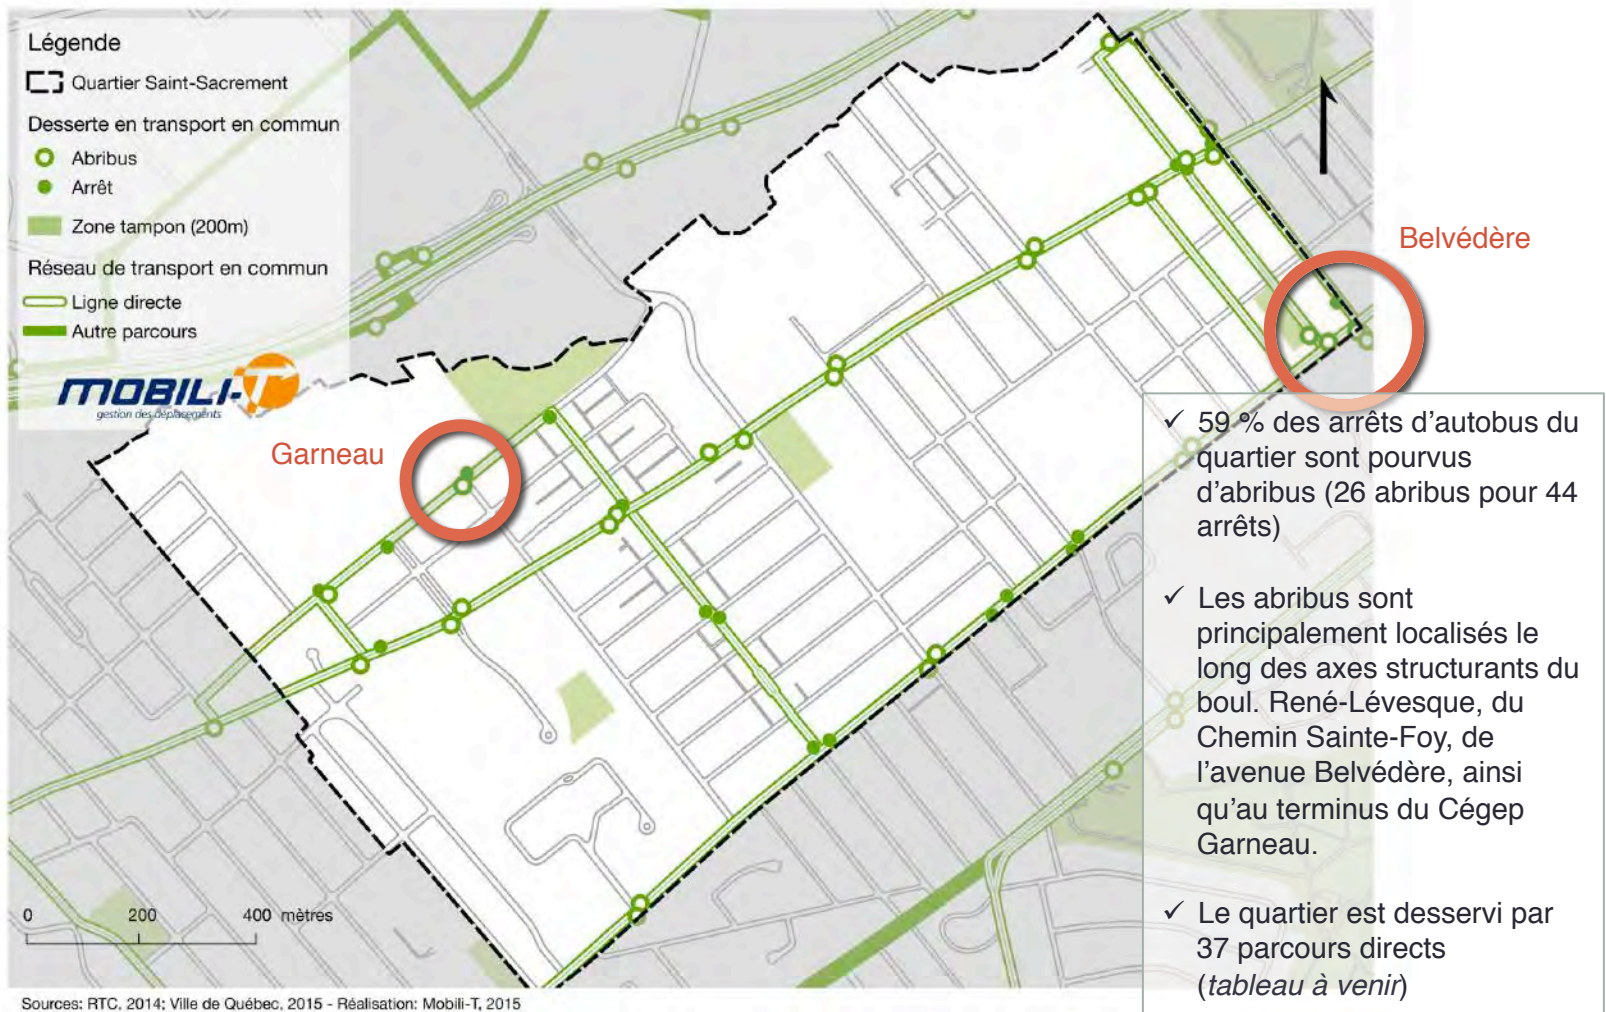 Légende
Quartier Saint-Sacrement
Desserte en transport en commun
Abribus
Arrêt
Zone tampon (200m)
Réseau de transport en commun
Ligne directe
Autre parcours
MOBILI-T
gestion des déplacements
Garneau
Belvédère
✓ 59 % des arrêts d’autobus du
quartier sont pourvus
d’abribus (26 abribus pour 44
arrêts)
✓ Les abribus sont
principalement localisés le
long des axes structurants du
boul. René-Lévesque, du
Chemin Sainte-Foy, de
l’avenue Belvédère, ainsi
qu’au terminus du Cégep
Garneau.
✓ Le quartier est desservi par
37 parcours directs
(tableau à venir)
0 200 400 mètres
Sources: RTC, 2014; Ville de Québec, 2015 - Réalisation: Mobili-T, 2015